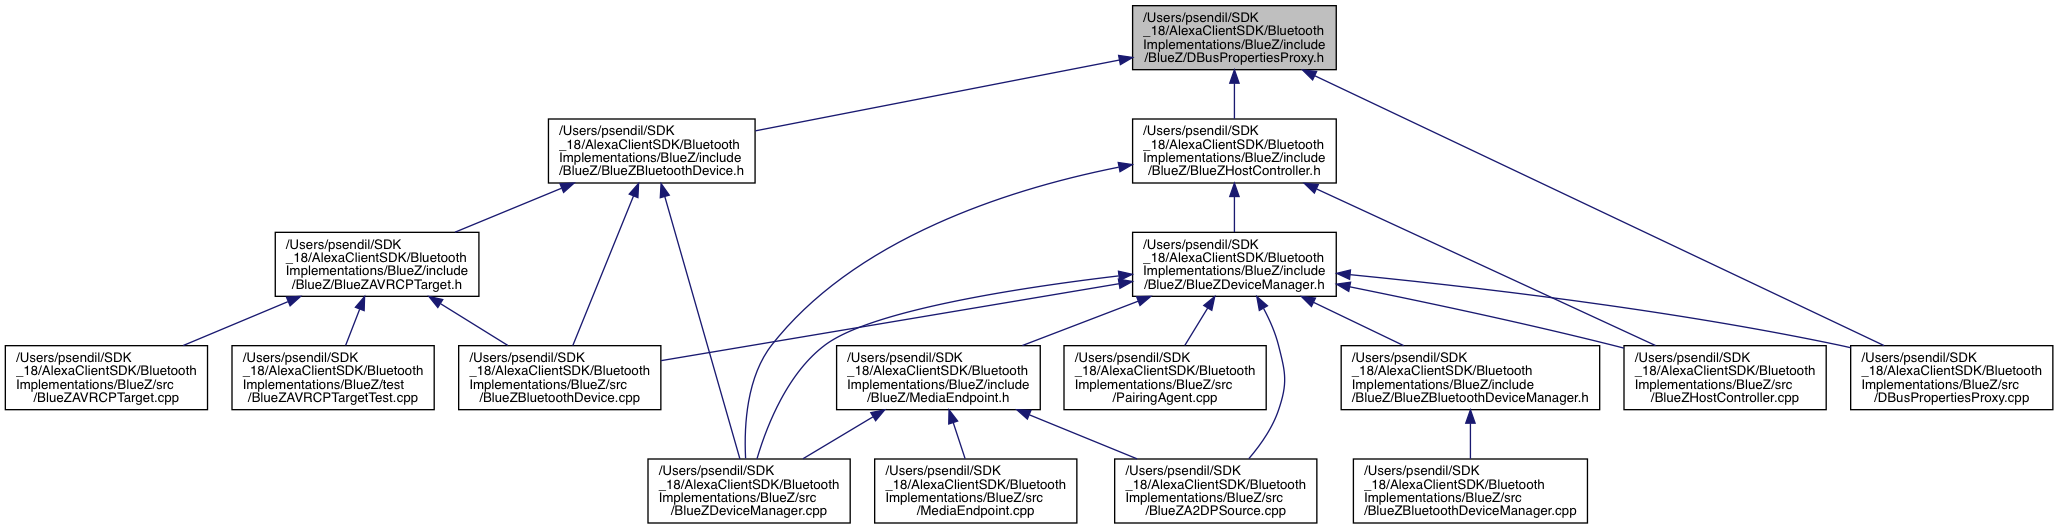 /Users/psendil/SDK
_18/AlexaClientSDK/Bluetooth
Implementations/BlueZ/include
/BlueZ/DBusPropertiesProxy.h
/Users/psendil/SDK
_18/AlexaClientSDK/Bluetooth
Implementations/BlueZ/include
/BlueZ/BlueZBluetoothDevice.h
/Users/psendil/SDK
_18/AlexaClientSDK/Bluetooth
Implementations/BlueZ/include
/BlueZ/BlueZHostController.h
/Users/psendil/SDK
_18/AlexaClientSDK/Bluetooth
Implementations/BlueZ/include
/BlueZ/BlueZAVRCPTarget.h
/Users/psendil/SDK
_18/AlexaClientSDK/Bluetooth
Implementations/BlueZ/include
/BlueZ/BlueZDeviceManager.h
/Users/psendil/SDK
_18/AlexaClientSDK/Bluetooth
Implementations/BlueZ/src
/BlueZAVRCPTarget.cpp
/Users/psendil/SDK
_18/AlexaClientSDK/Bluetooth
Implementations/BlueZ/test
/BlueZAVRCPTargetTest.cpp
/Users/psendil/SDK
_18/AlexaClientSDK/Bluetooth
Implementations/BlueZ/src
/BlueZBluetoothDevice.cpp
/Users/psendil/SDK
_18/AlexaClientSDK/Bluetooth
Implementations/BlueZ/include
/BlueZ/MediaEndpoint.h
/Users/psendil/SDK
_18/AlexaClientSDK/Bluetooth
Implementations/BlueZ/src
/PairingAgent.cpp
/Users/psendil/SDK
_18/AlexaClientSDK/Bluetooth
Implementations/BlueZ/include
/BlueZ/BlueZBluetoothDeviceManager.h
/Users/psendil/SDK
_18/AlexaClientSDK/Bluetooth
Implementations/BlueZ/src
/BlueZHostController.cpp
/Users/psendil/SDK
_18/AlexaClientSDK/Bluetooth
Implementations/BlueZ/src
/DBusPropertiesProxy.cpp
/Users/psendil/SDK
_18/AlexaClientSDK/Bluetooth
Implementations/BlueZ/src
/BlueZDeviceManager.cpp
/Users/psendil/SDK
_18/AlexaClientSDK/Bluetooth
Implementations/BlueZ/src
/MediaEndpoint.cpp
/Users/psendil/SDK
_18/AlexaClientSDK/Bluetooth
Implementations/BlueZ/src
/BlueZA2DPSource.cpp
/Users/psendil/SDK
_18/AlexaClientSDK/Bluetooth
Implementations/BlueZ/src
/BlueZBluetoothDeviceManager.cpp